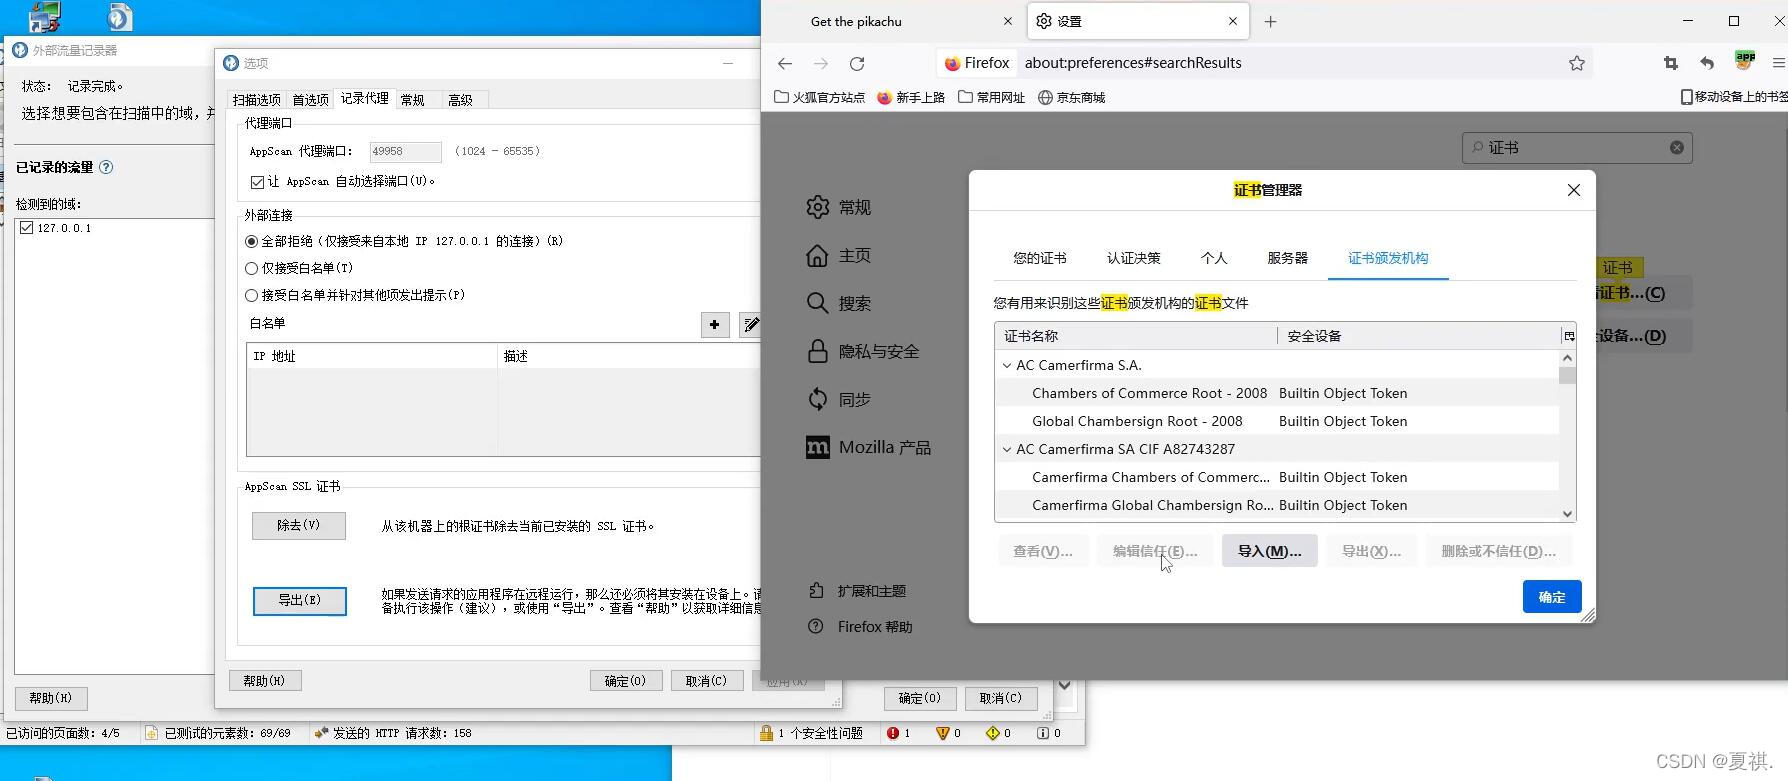 外部流量记录器
状态： 记录完成。
选择想要包含在扫描中的域，并
已记录的流量
检测到的域：
127.0.0.1
帮助(H)
选项
扫描选项 首选项 记录代理 常规 高级
代理端口
AppScan 代理端口： 49958 （1024 - 65535）
让 AppScan 自动选择端口(U)。
外部连接
全部拒绝（仅接受来自本地 IP 127.0.0.1 的连接）(R)
仅接受白名单(T)
接受白名单并针对其他项发出提示(P)
白名单
IP 地址 描述
AppScan SSL 证书
除去(V) 从该机器上的根证书除去当前已安装的 SSL 证书。
导出(E) 如果发送请求的应用程序在远程运行，那么还必须将其安装在设备上。请
备执行该操作（建议），或使用“导出”。查看“帮助”以获取详细信息
帮助(H) 确定(O) 取消(C) 应用(A)
确定(O) 取消(C)
已访问的页面数：4/5 已测试的元素数：69/69 发送的 HTTP 请求数：158 1 个安全性问题 1 0 0 0
Get the pikachu 设置
Firefox about:preferences#searchResults
火狐官方站点 新手上路 常用网址 京东商城 移动设备上的书签
证书
常规
主页
搜索
隐私与安全
同步
Mozilla 产品
扩展和主题
Firefox 帮助
证书
证书...(C)
设备...(D)
证书管理器
您的证书 认证决策 个人 服务器 证书颁发机构
您有用来识别这些证书颁发机构的证书文件
证书名称 安全设备
AC Camerfirma S.A.
Chambers of Commerce Root - 2008 Builtin Object Token
Global Chambersign Root - 2008 Builtin Object Token
AC Camerfirma SA CIF A82743287
Camerfirma Chambers of Commerc... Builtin Object Token
Camerfirma Global Chambersign Ro... Builtin Object Token
查看(V)... 编辑信任(E)... 导入(M)... 导出(X)... 删除或不信任(D)...
确定
CSDN @夏祺.